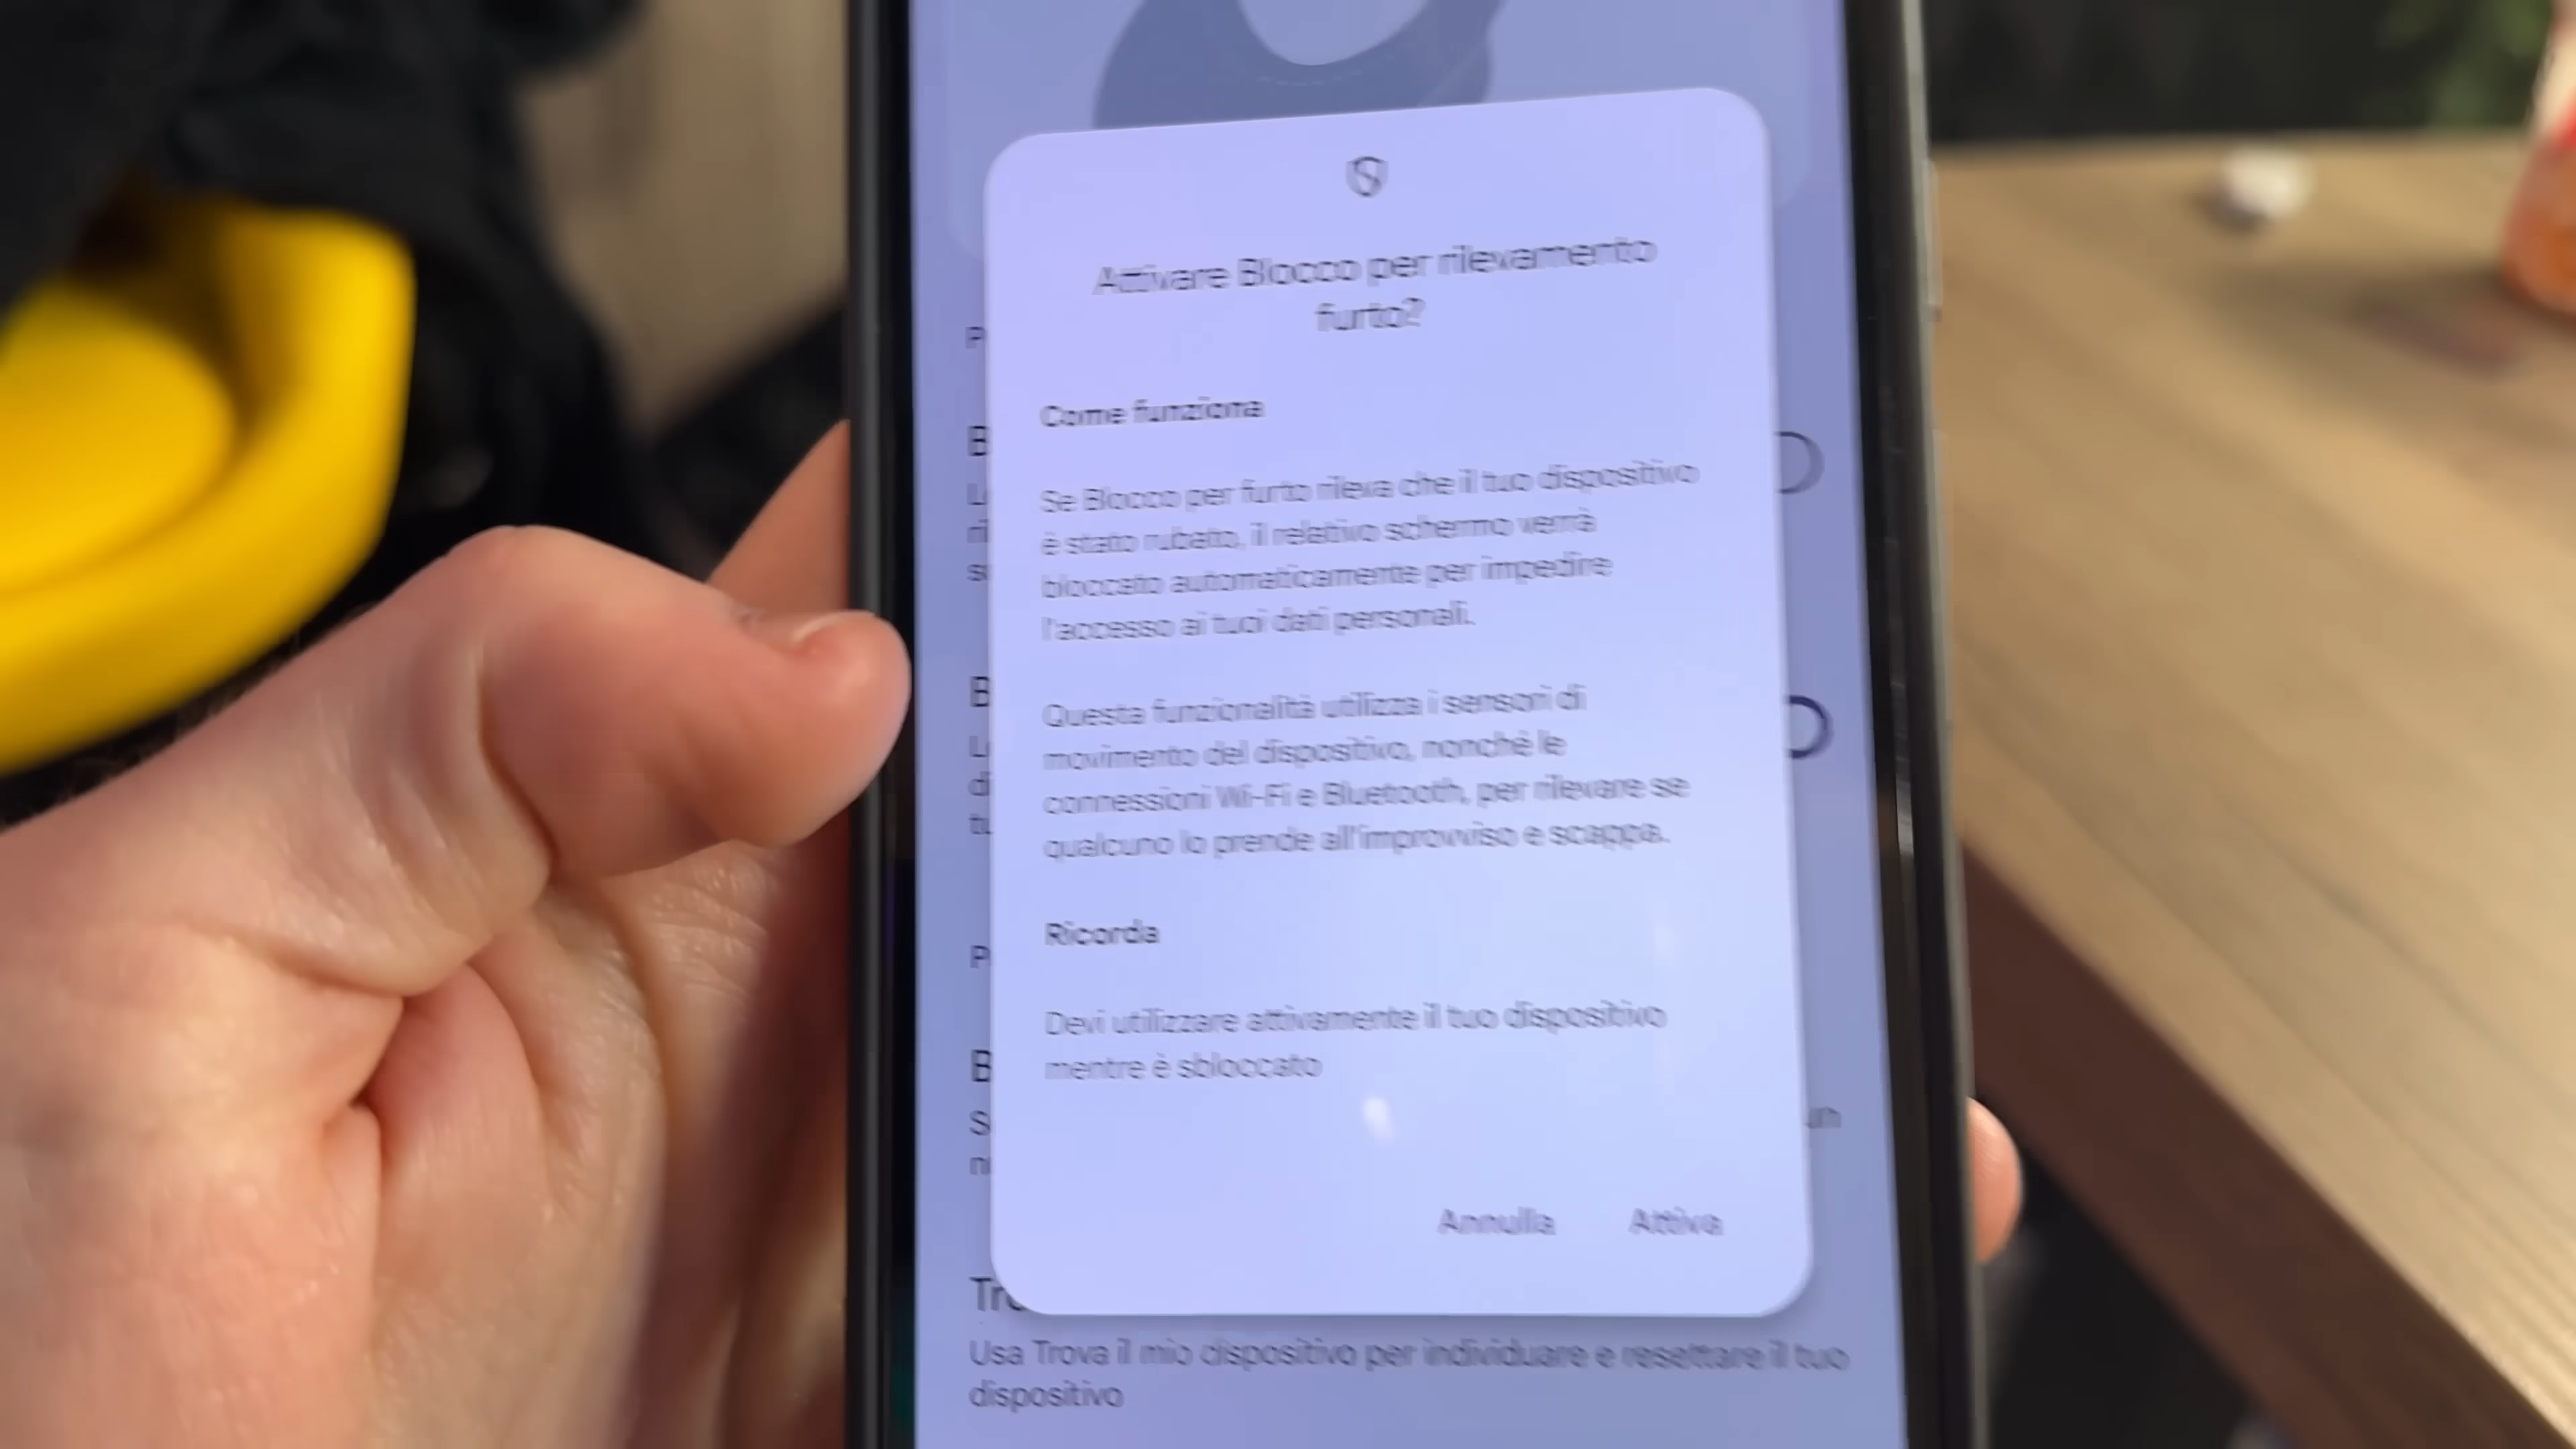 Attivare Blocco per rilevamento
furto?
Come funziona
Se Blocco per furto rileva che il tuo dispositivo
è stato rubato, il relativo schermo verrà
bloccato automaticamente per impedire
l'accesso ai tuoi dati personali.
Questa funzionalità utilizza i sensori di
movimento del dispositivo, nonché le
connessioni Wi-Fi e Bluetooth, per rilevare se
qualcuno lo prende all'improvviso e scappa.
Ricorda
Devi utilizzare attivamente il tuo dispositivo
mentre è sbloccato
un
Annulla Attiva
Usa Trova il mio dispositivo per individuare e resettare il tuo
dispositivo